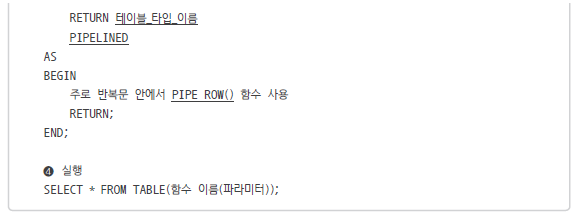 RETURN 테이블_타입_이름
PIPELINED
AS
BEGIN
주로 반복문 안에서 PIPE ROW() 함수 사용
RETURN;
END;
❹ 실행
SELECT * FROM TABLE(함수 이름(파라미터));